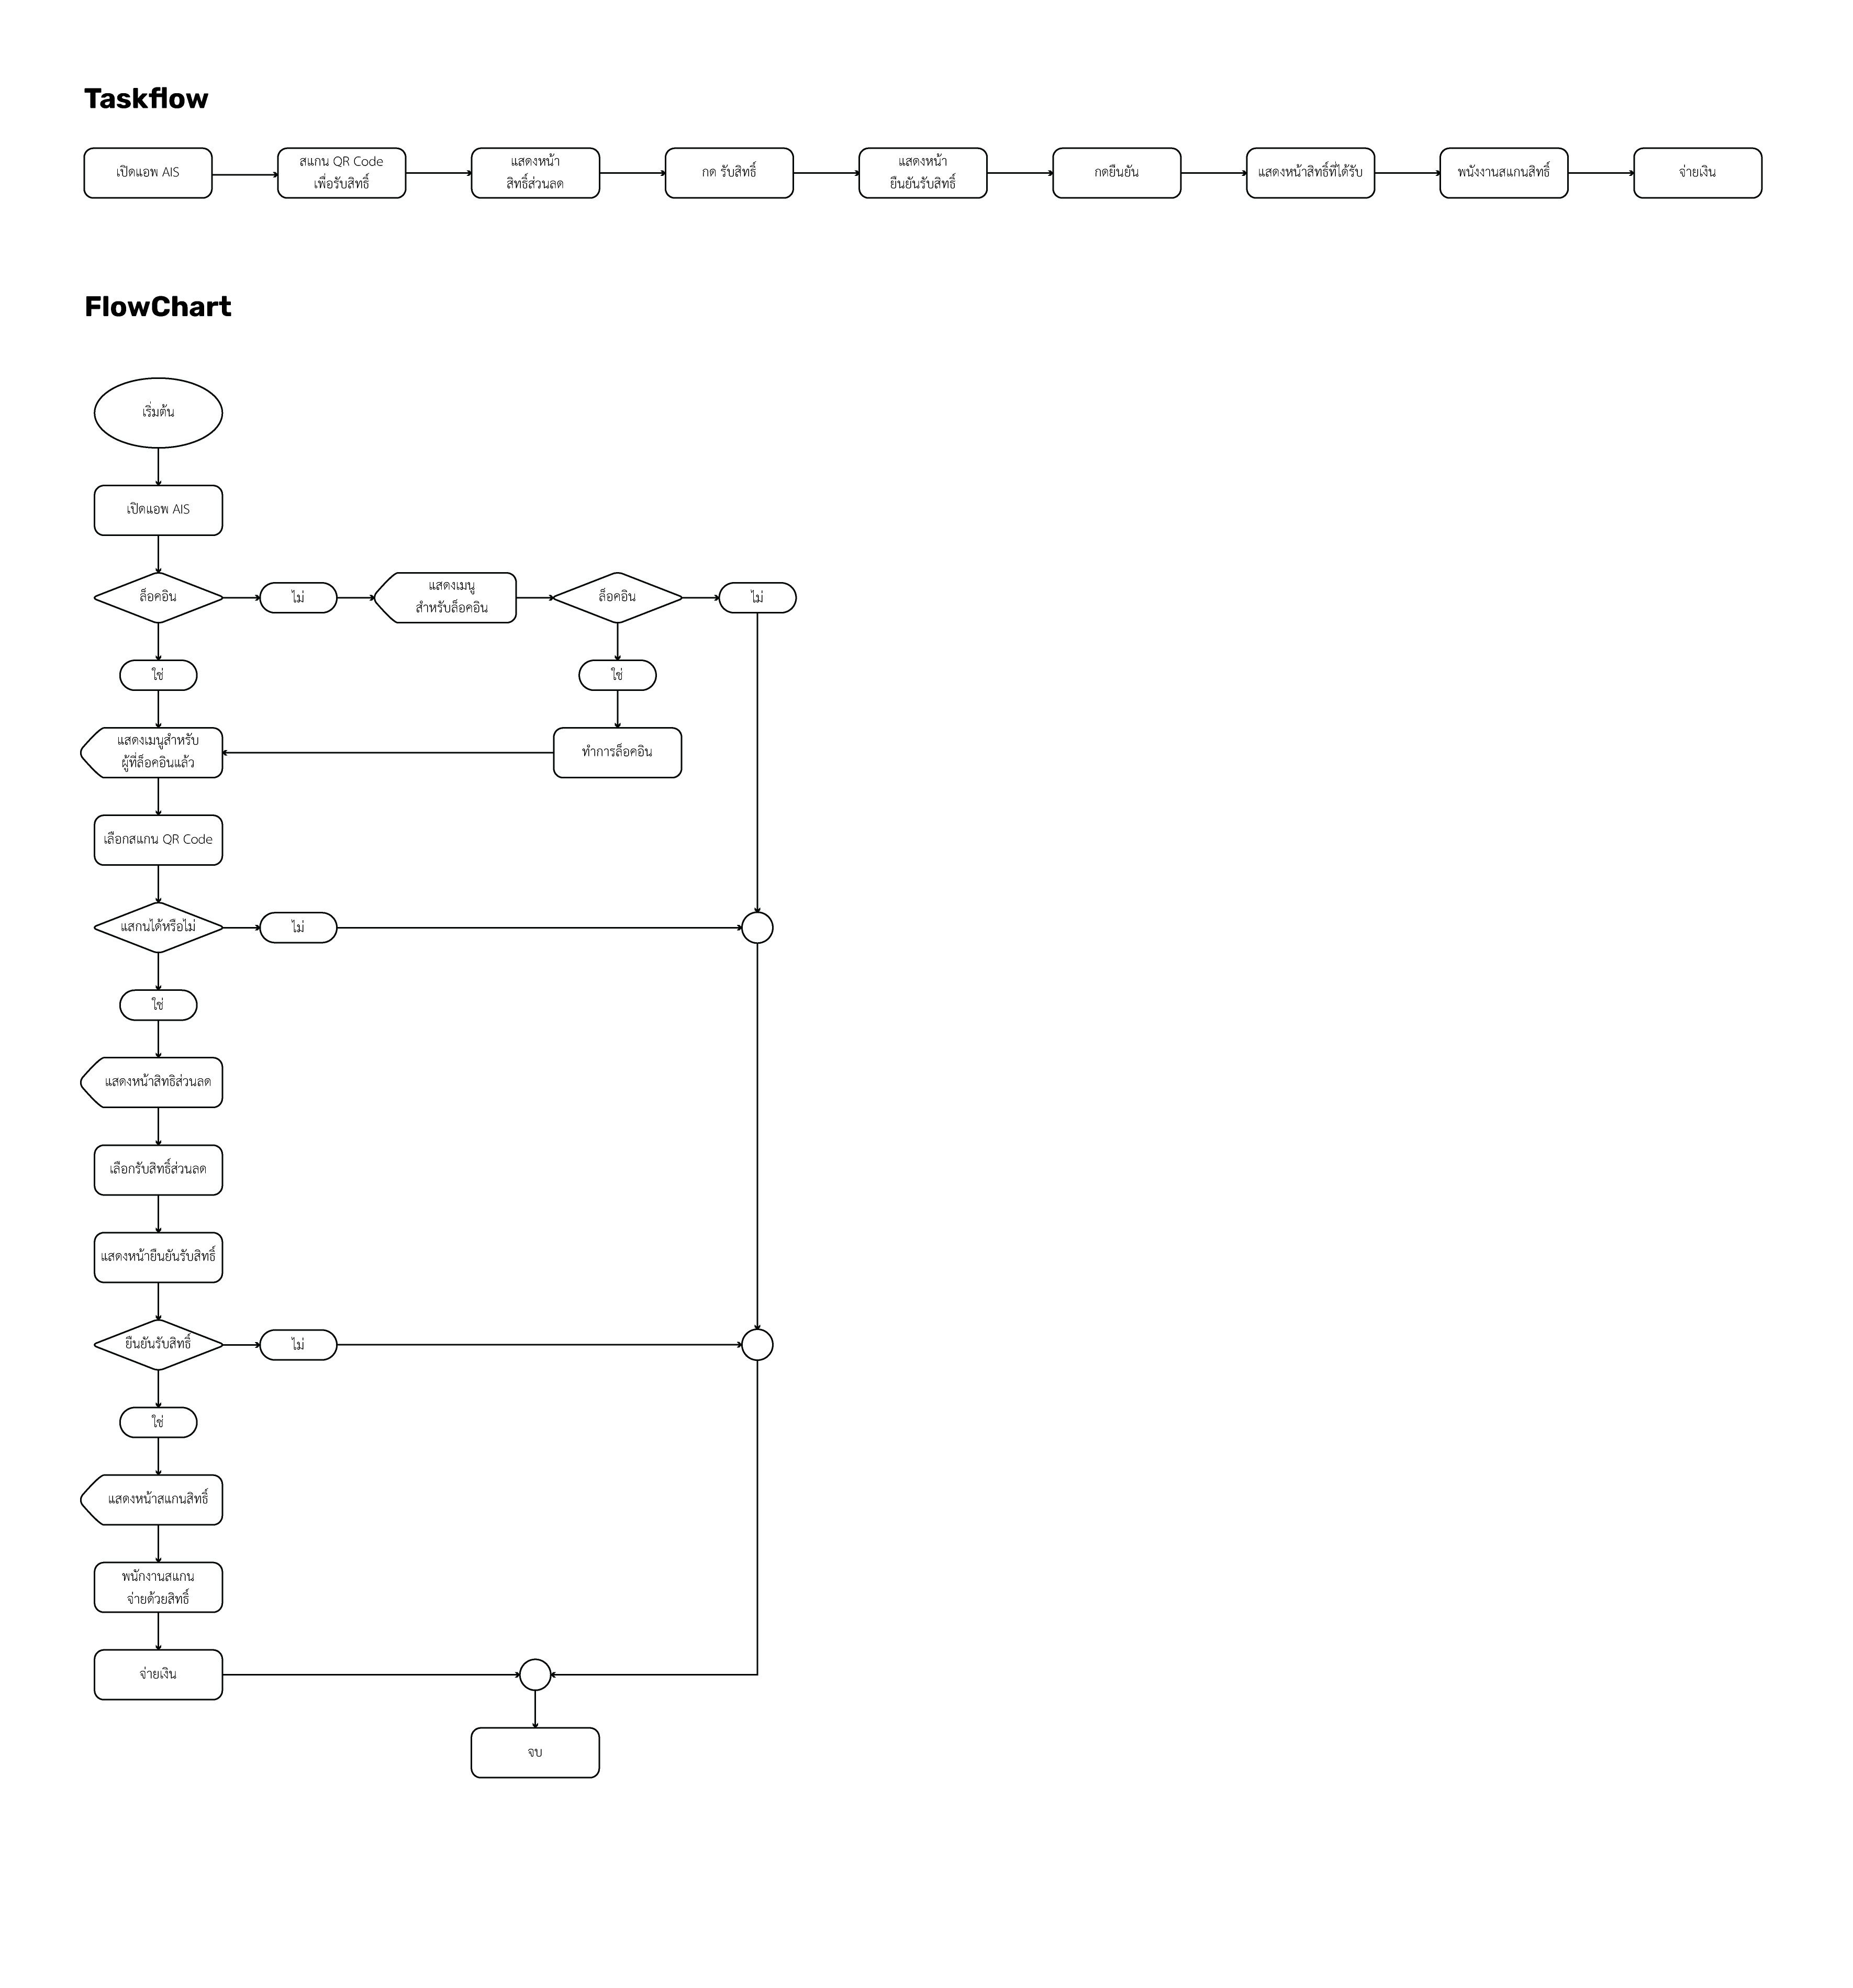 Taskflow
เปิดแอพ AIS
สแกน QR Code
เพื่อรับสิทธิ์
แสดงหน้า
สิทธิ์ส่วนลด
กด รับสิทธิ์
แสดงหน้า
ยืนยันรับสิทธิ์
กดยืนยัน
แสดงหน้าสิทธิ์ที่ได้รับ
พนังงานสแกนสิทธิ์
จ่ายเงิน
FlowChart
เริ่มต้น
เปิดแอพ AIS
ล็อคอิน
ไม่
แสดงเมนู
สำหรับล็อคอิน
ล็อคอิน
ไม่
ใช่
ใช่
แสดงเมนูสำหรับ
ผู้ที่ล็อคอินแล้ว
ทำการล็อคอิน
เลือกสแกน QR Code
แสกนได้หรือไม่
ไม่
ใช่
แสดงหน้าสิทธิส่วนลด
เลือกรับสิทธิ์ส่วนลด
แสดงหน้ายืนยันรับสิทธิ์
ยืนยันรับสิทธิ์
ไม่
ใช่
แสดงหน้าสแกนสิทธิ์
พนักงานสแกน
จ่ายด้วยสิทธิ์
จ่ายเงิน
จบ